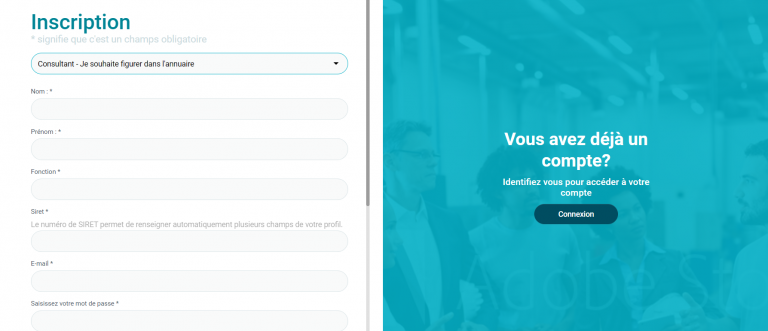 Inscription
* signifie que c'est un champs obligatoire
Consultant - Je souhaite figurer dans l'annuaire
Nom : *
Prénom : *
Fonction *
Siret *
Le numéro de SIRET permet de renseigner automatiquement plusieurs champs de votre profil.
E-mail *
Saisissez votre mot de passe *
Vous avez déjà un
compte?
Identifiez vous pour accéder à votre
compte
Connexion
Adobe St